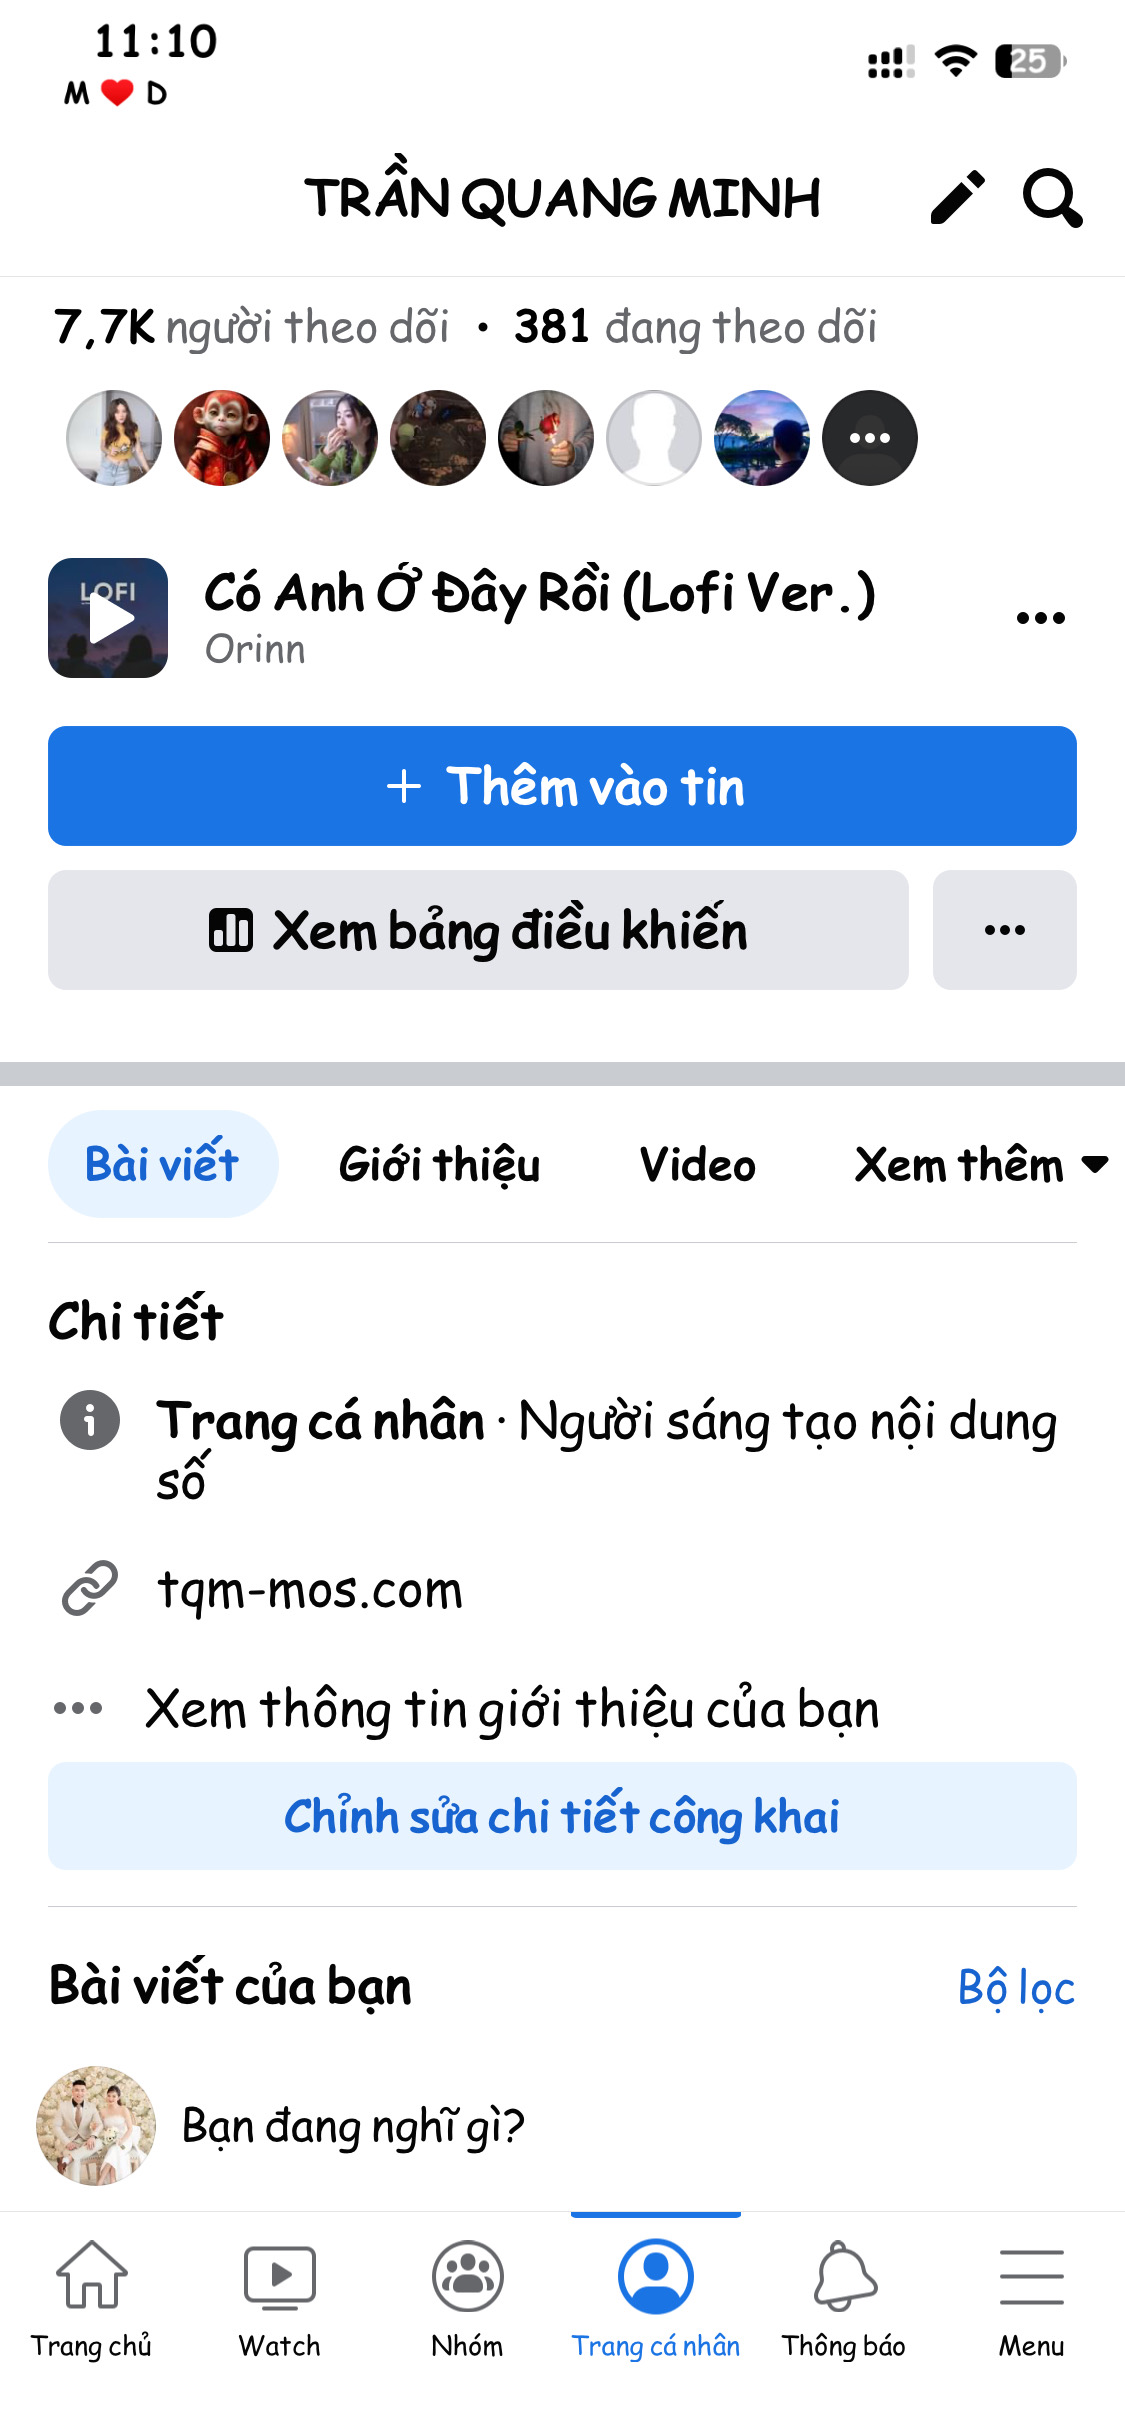 11:10
M ❤️ D
25
TRẦN QUANG MINH
7,7K người theo dõi • 381 đang theo dõi
LOFI
Có Anh Ở Đây Rồi (Lofi Ver.)
Orinn
+ Thêm vào tin
Xem bảng điều khiển
Bài viết Giới thiệu Video Xem thêm
Chi tiết
Trang cá nhân · Người sáng tạo nội dung
số
tqm-mos.com
Xem thông tin giới thiệu của bạn
Chỉnh sửa chi tiết công khai
Bài viết của bạn Bộ lọc
Bạn đang nghĩ gì?
Trang chủ Watch Nhóm Trang cá nhân Thông báo Menu